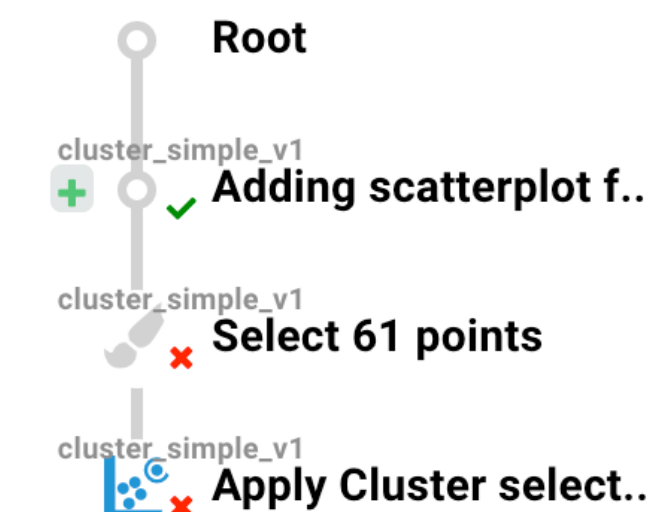 Root
cluster_simple_v1
Adding scatterplot f..
cluster_simple_v1
Select 61 points
cluster_simple_v1
Apply Cluster select..